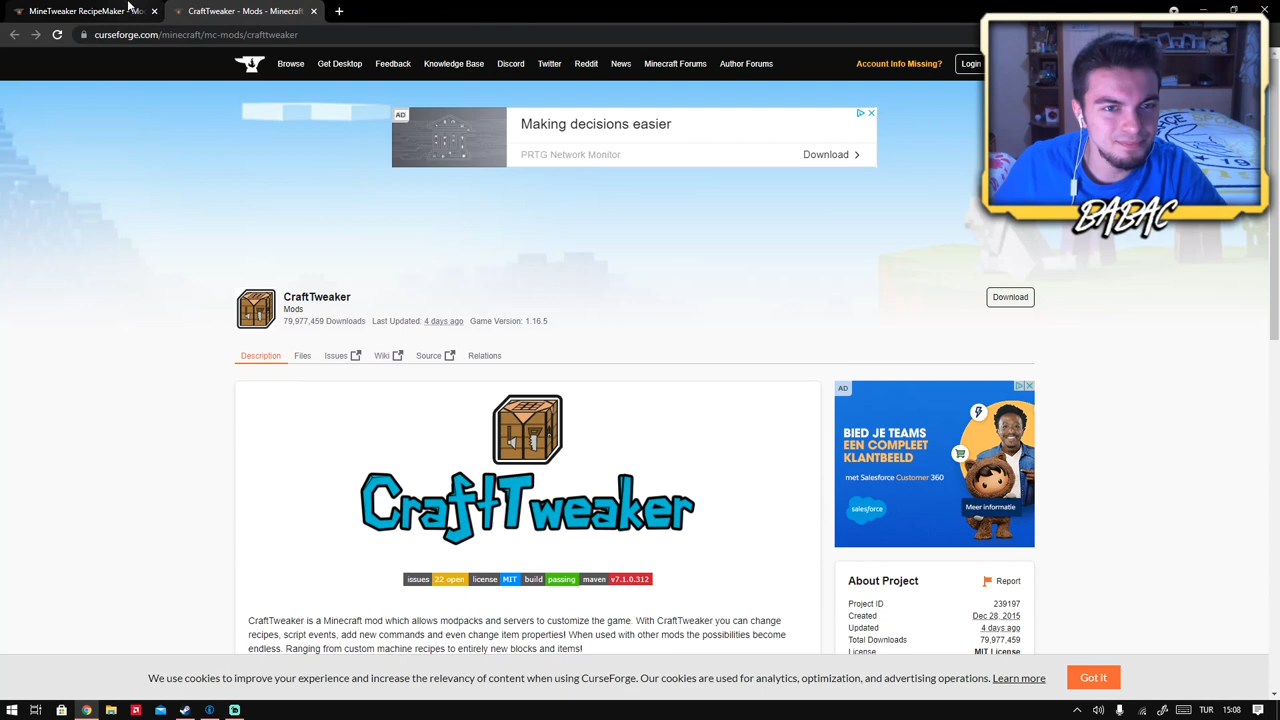 MineTweaker RecipeMaker - Mods
CraftTweaker - Mods - Minecraft
curseforge.com/minecraft/mc-mods/crafttweaker
Browse Get Desktop Feedback Knowledge Base Discord Twitter Reddit News Minecraft Forums Author Forums Account Info Missing? Login
AD
Making decisions easier
PRTG Network Monitor Download
BABAC
CraftTweaker
Mods
79,977,459 Downloads Last Updated: 4 days ago Game Version: 1.16.5
Download
Description Files Issues Wiki Source Relations
CraftTweaker
issues 22 open license MIT build passing maven v7.1.0.312
CraftTweaker is a Minecraft mod which allows modpacks and servers to customize the game. With CraftTweaker you can change
recipes, script events, add new commands and even change item properties! When used with other mods the possibilities become
endless. Ranging from custom machine recipes to entirely new blocks and items!
AD
BIED JE TEAMS
EEN COMPLEET
KLANTBEELD
met Salesforce Customer 360
salesforce
Meer informatie
About Project Report
Project ID 239197
Created Dec 28, 2015
Updated 4 days ago
Total Downloads 79,977,459
License MIT License
We use cookies to improve your experience and increase the relevancy of content when using CurseForge. Our cookies are used for analytics, optimization, and advertising operations. Learn more
Got it
TUR 15:08